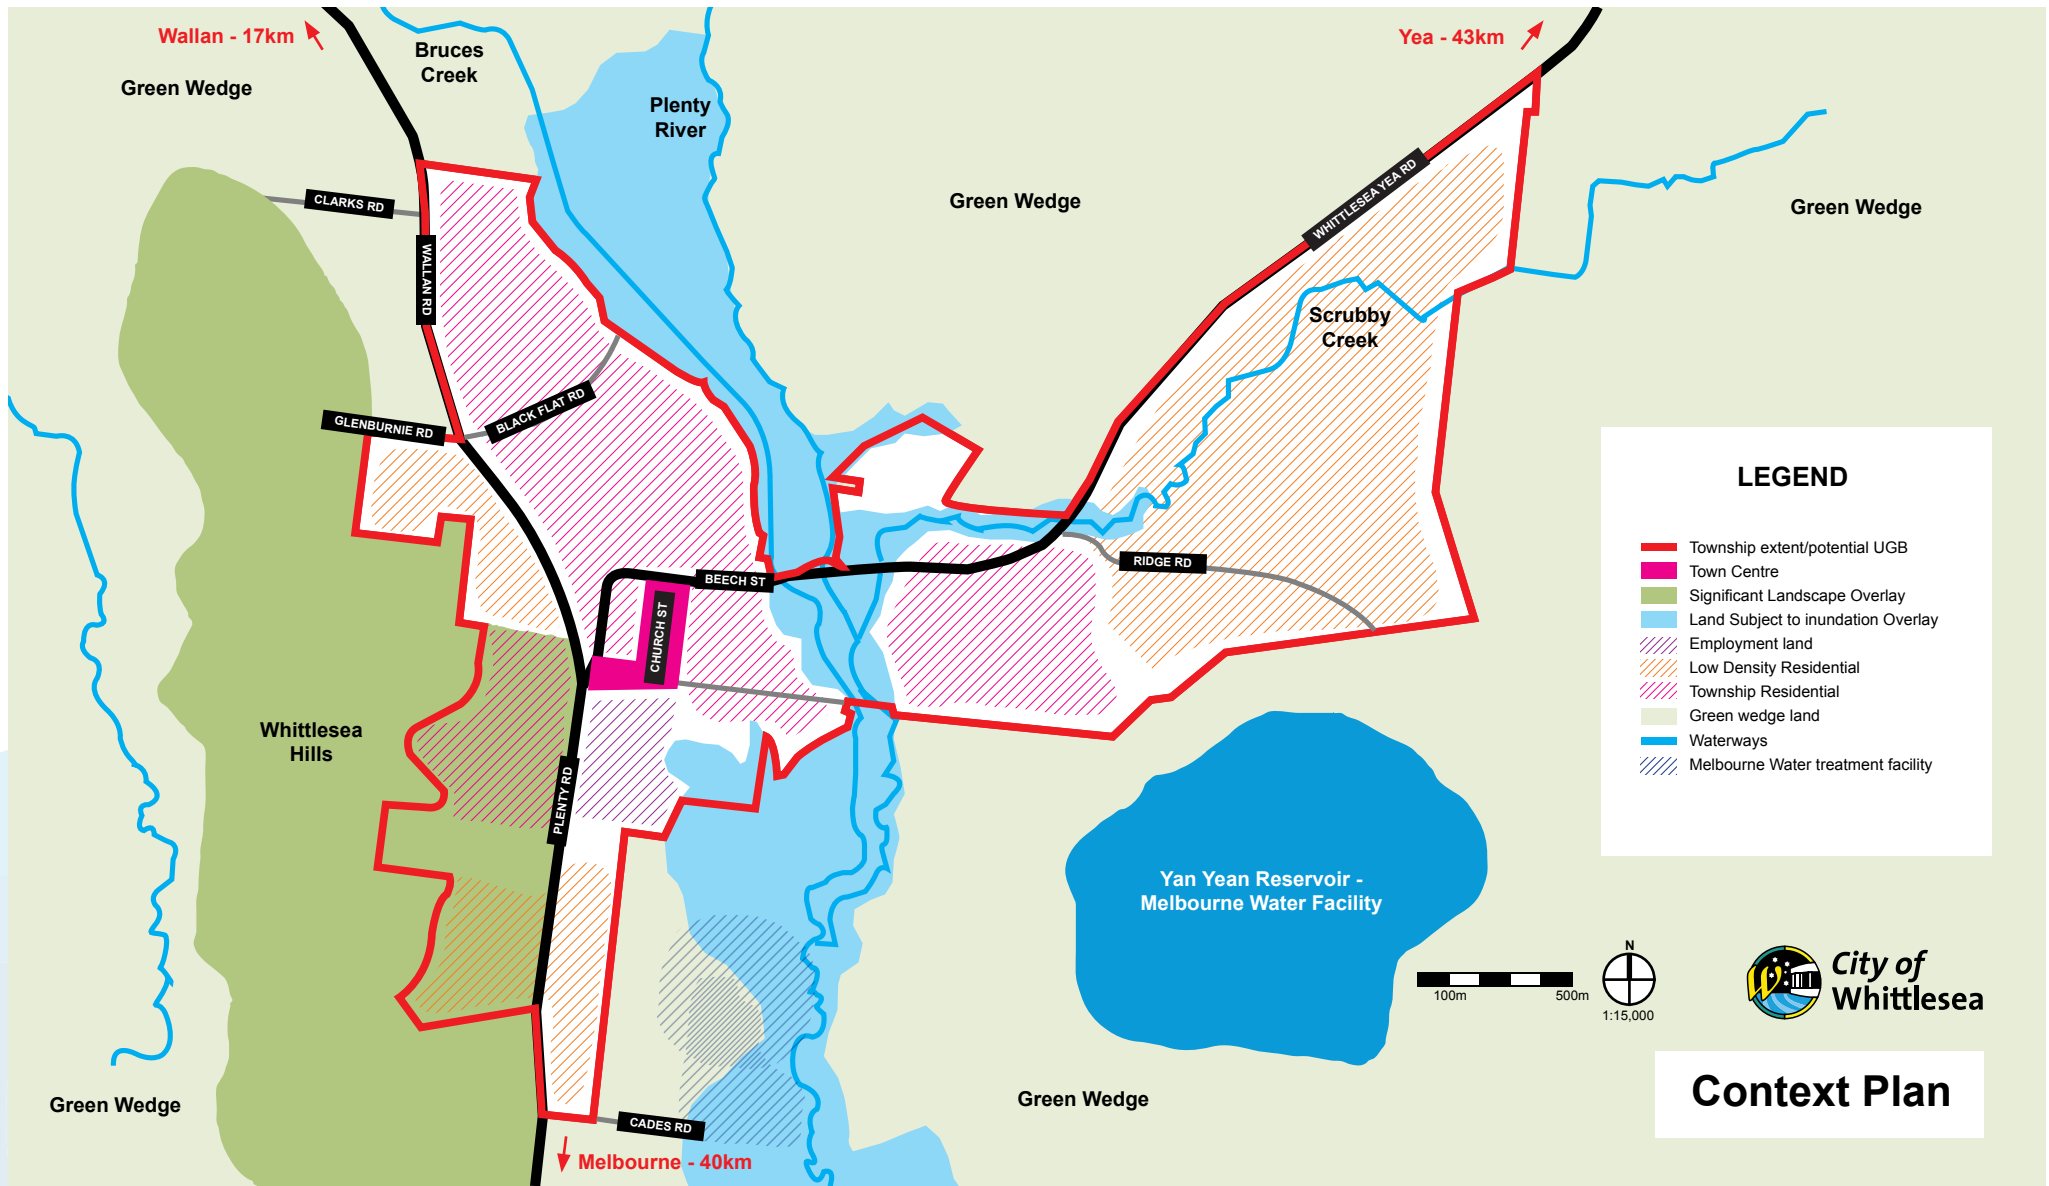 Wallan - 17km
Yea - 43km
Bruces
Creek
Green Wedge
Plenty
River
CLARKS RD
WHITTLESEA YEA RD
Green Wedge
Green Wedge
WALLAN RD
Scrubby
Creek
BLACK FLAT RD
GLENBURNIE RD
LEGEND
Township extent/potential UGB
Town Centre
Significant Landscape Overlay
Land Subject to inundation Overlay
Employment land
Low Density Residential
Township Residential
Green wedge land
Waterways
Melbourne Water treatment facility
RIDGE RD
BEECH ST
CHURCH ST
Whittlesea
Hills
PLENTY RD
Yan Yean Reservoir -
Melbourne Water Facility
N
100m
500m
1:15,000
W
City of
Whittlesea
Green Wedge
Green Wedge
Context Plan
CADES RD
Melbourne - 40km